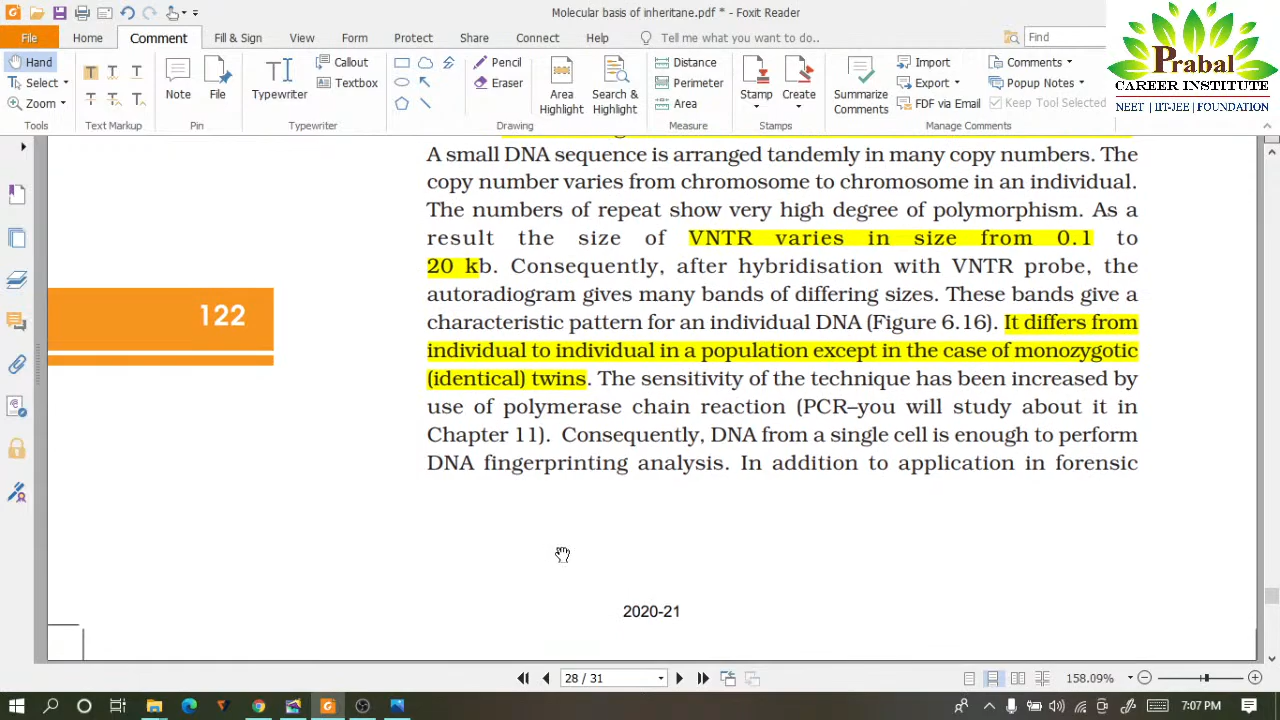 Molecular basis of inheritane.pdf * - Foxit Reader
File Home Comment Fill & Sign View Form Protect Share Connect Help Tell me what you want to do.. Find
Prabal
CAREER INSTITUTE
NEET | IIT-JEE | FOUNDATION
Hand
Select
Zoom
Tools
Text Markup
Note
File
Pin
Typewriter
Callout
Textbox
Typewriter
Pencil
Eraser
Area Highlight
Search & Highlight
Drawing
Distance
Perimeter
Area
Measure
Stamp
Create
Stamps
Summarize Comments
Import
Export
FDF via Email
Comments
Popup Notes
Keep Tool Selected
Manage Comments
A small DNA sequence is arranged tandemly in many copy numbers. The
copy number varies from chromosome to chromosome in an individual.
The numbers of repeat show very high degree of polymorphism. As a
result the size of VNTR varies in size from 0.1 to
20 kb. Consequently, after hybridisation with VNTR probe, the
autoradiogram gives many bands of differing sizes. These bands give a
characteristic pattern for an individual DNA (Figure 6.16). It differs from
individual to individual in a population except in the case of monozygotic
(identical) twins. The sensitivity of the technique has been increased by
use of polymerase chain reaction (PCR–you will study about it in
Chapter 11). Consequently, DNA from a single cell is enough to perform
DNA fingerprinting analysis. In addition to application in forensic
122
2020-21
28 / 31
158.09%
7:07 PM